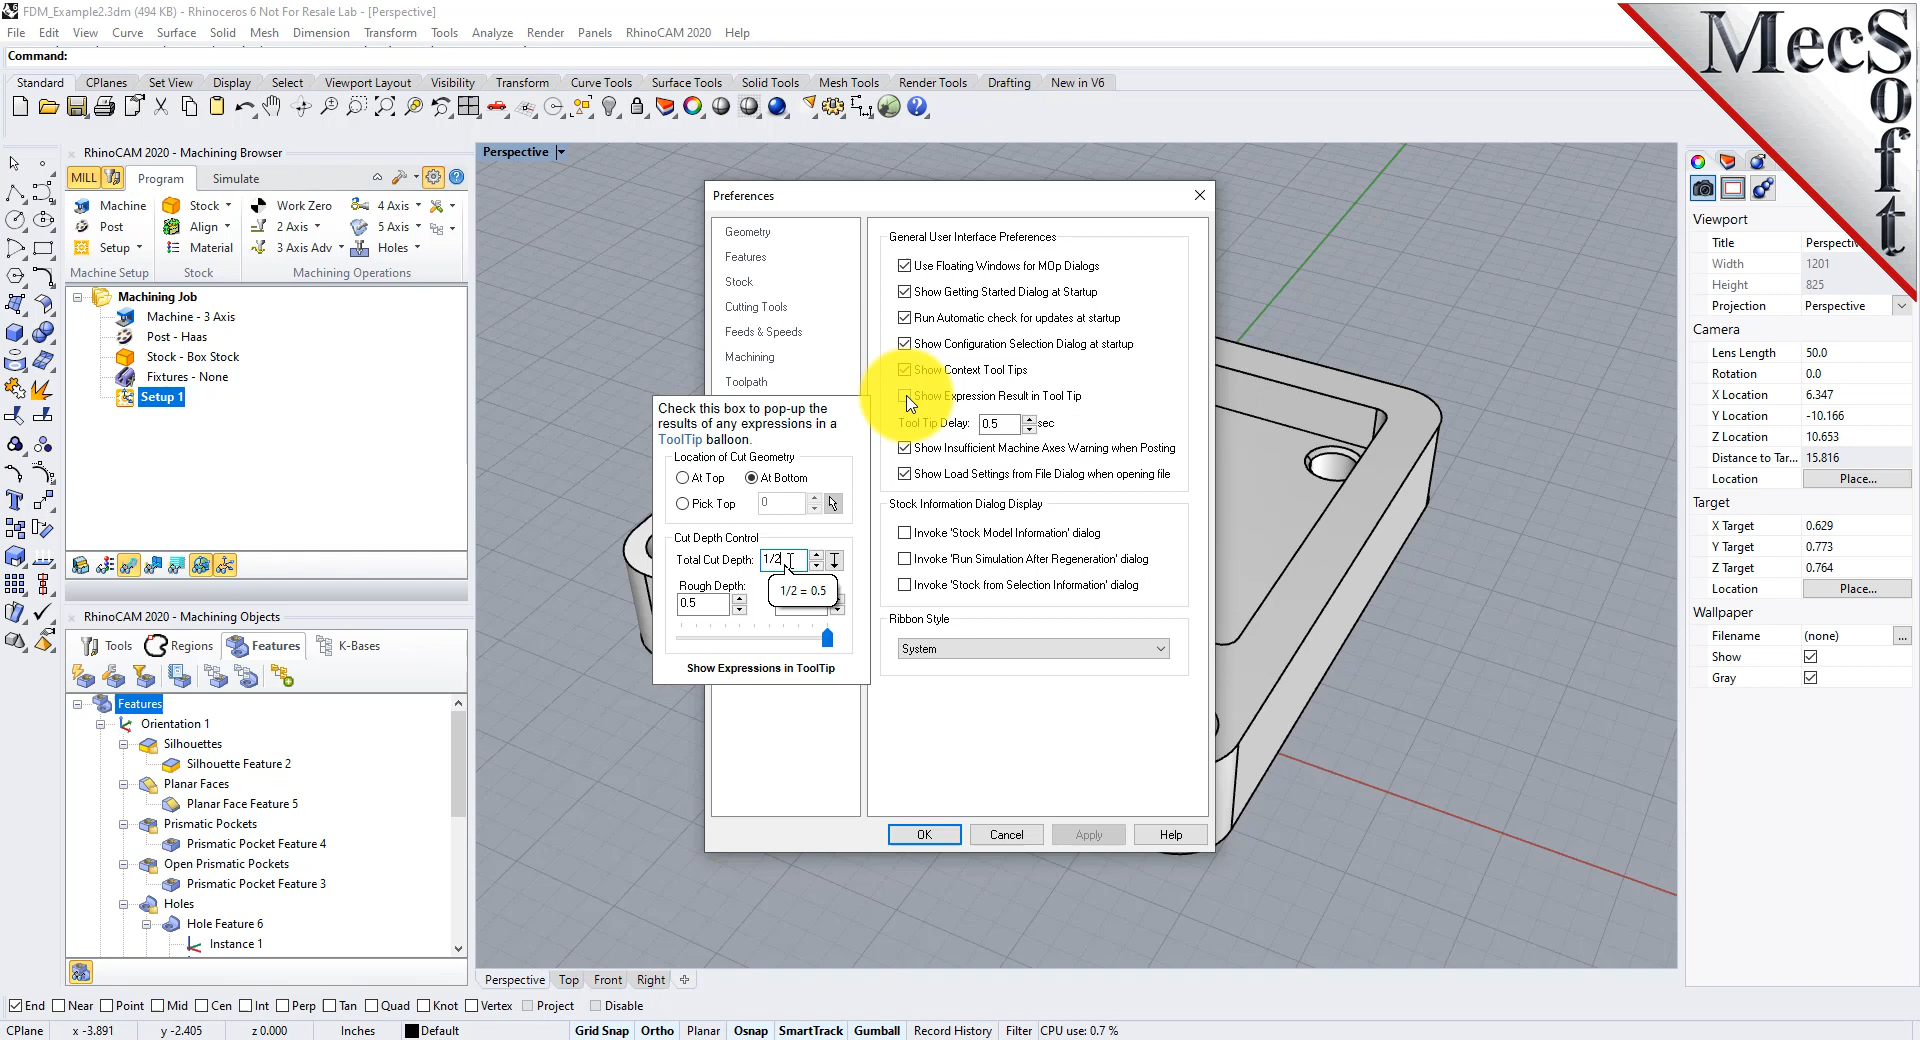 FDM_Example2.3dm (494 KB) - Rhinoceros 6 Not For Resale Lab - [Perspective]
File Edit View Curve Surface Solid Mesh Dimension Transform Tools Analyze Render Panels RhinoCAM 2020 Help
Command:
Standard CPlanes Set View Display Select Viewport Layout Visibility Transform Curve Tools Surface Tools Solid Tools Mesh Tools Render Tools Drafting New in V6
MecSoft
RhinoCAM 2020 - Machining Browser
MILL Program Simulate
Machine Stock Work Zero 4 Axis
Post Align 2 Axis 5 Axis
Setup Material 3 Axis Adv Holes
Machine Setup Stock Machining Operations
Machining Job
Machine - 3 Axis
Post - Haas
Stock - Box Stock
Fixtures - None
Setup 1
RhinoCAM 2020 - Machining Objects
Tools Regions Features K-Bases
Features
Orientation 1
Silhouettes
Silhouette Feature 2
Planar Faces
Planar Face Feature 5
Prismatic Pockets
Prismatic Pocket Feature 4
Open Prismatic Pockets
Prismatic Pocket Feature 3
Holes
Hole Feature 6
Instance 1
Perspective
Preferences
Geometry
Features
Stock
Cutting Tools
Feeds & Speeds
Machining
Toolpath
General User Interface Preferences
Use Floating Windows for MOp Dialogs
Show Getting Started Dialog at Startup
Run Automatic check for updates at startup
Show Configuration Selection Dialog at startup
Show Context Tool Tips
Show Expression Result in Tool Tip
Tool Tip Delay: 0.5 sec
Show Insufficient Machine Axes Warning when Posting
Show Load Settings from File Dialog when opening file
Stock Information Dialog Display
Invoke 'Stock Model Information' dialog
Invoke 'Run Simulation After Regeneration' dialog
Invoke 'Stock from Selection Information' dialog
Ribbon Style
System
OK Cancel Apply Help
Check this box to pop-up the
results of any expressions in a
ToolTip balloon.
Location of Cut Geometry
At Top At Bottom
Pick Top 0
Cut Depth Control
Total Cut Depth: 1/2
Rough Depth:
0.5
1/2 = 0.5
Show Expressions in ToolTip
Viewport
Title Perspectiv
Width 1201
Height 825
Projection Perspective
Camera
Lens Length 50.0
Rotation 0.0
X Location 6.347
Y Location -10.166
Z Location 10.653
Distance to Tar... 15.816
Location Place...
Target
X Target 0.629
Y Target 0.773
Z Target 0.764
Location Place...
Wallpaper
Filename (none) ...
Show
Gray
Perspective Top Front Right
End Near Point Mid Cen Int Perp Tan Quad Knot Vertex Project Disable
CPlane x -3.891 y -2.405 z 0.000 Inches Default Grid Snap Ortho Planar Osnap SmartTrack Gumball Record History Filter CPU use: 0.7 %